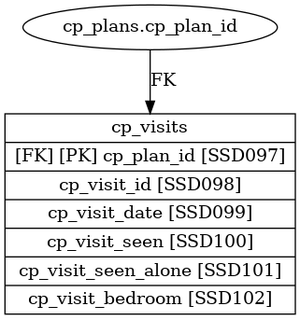 cp_plans.cp_plan_id
FK
cp_visits
[FK] [PK] cp_plan_id [SSD097]
cp_visit_id [SSD098]
cp_visit_date [SSD099]
cp_visit_seen [SSD100]
cp_visit_seen_alone [SSD101]
cp_visit_bedroom [SSD102]